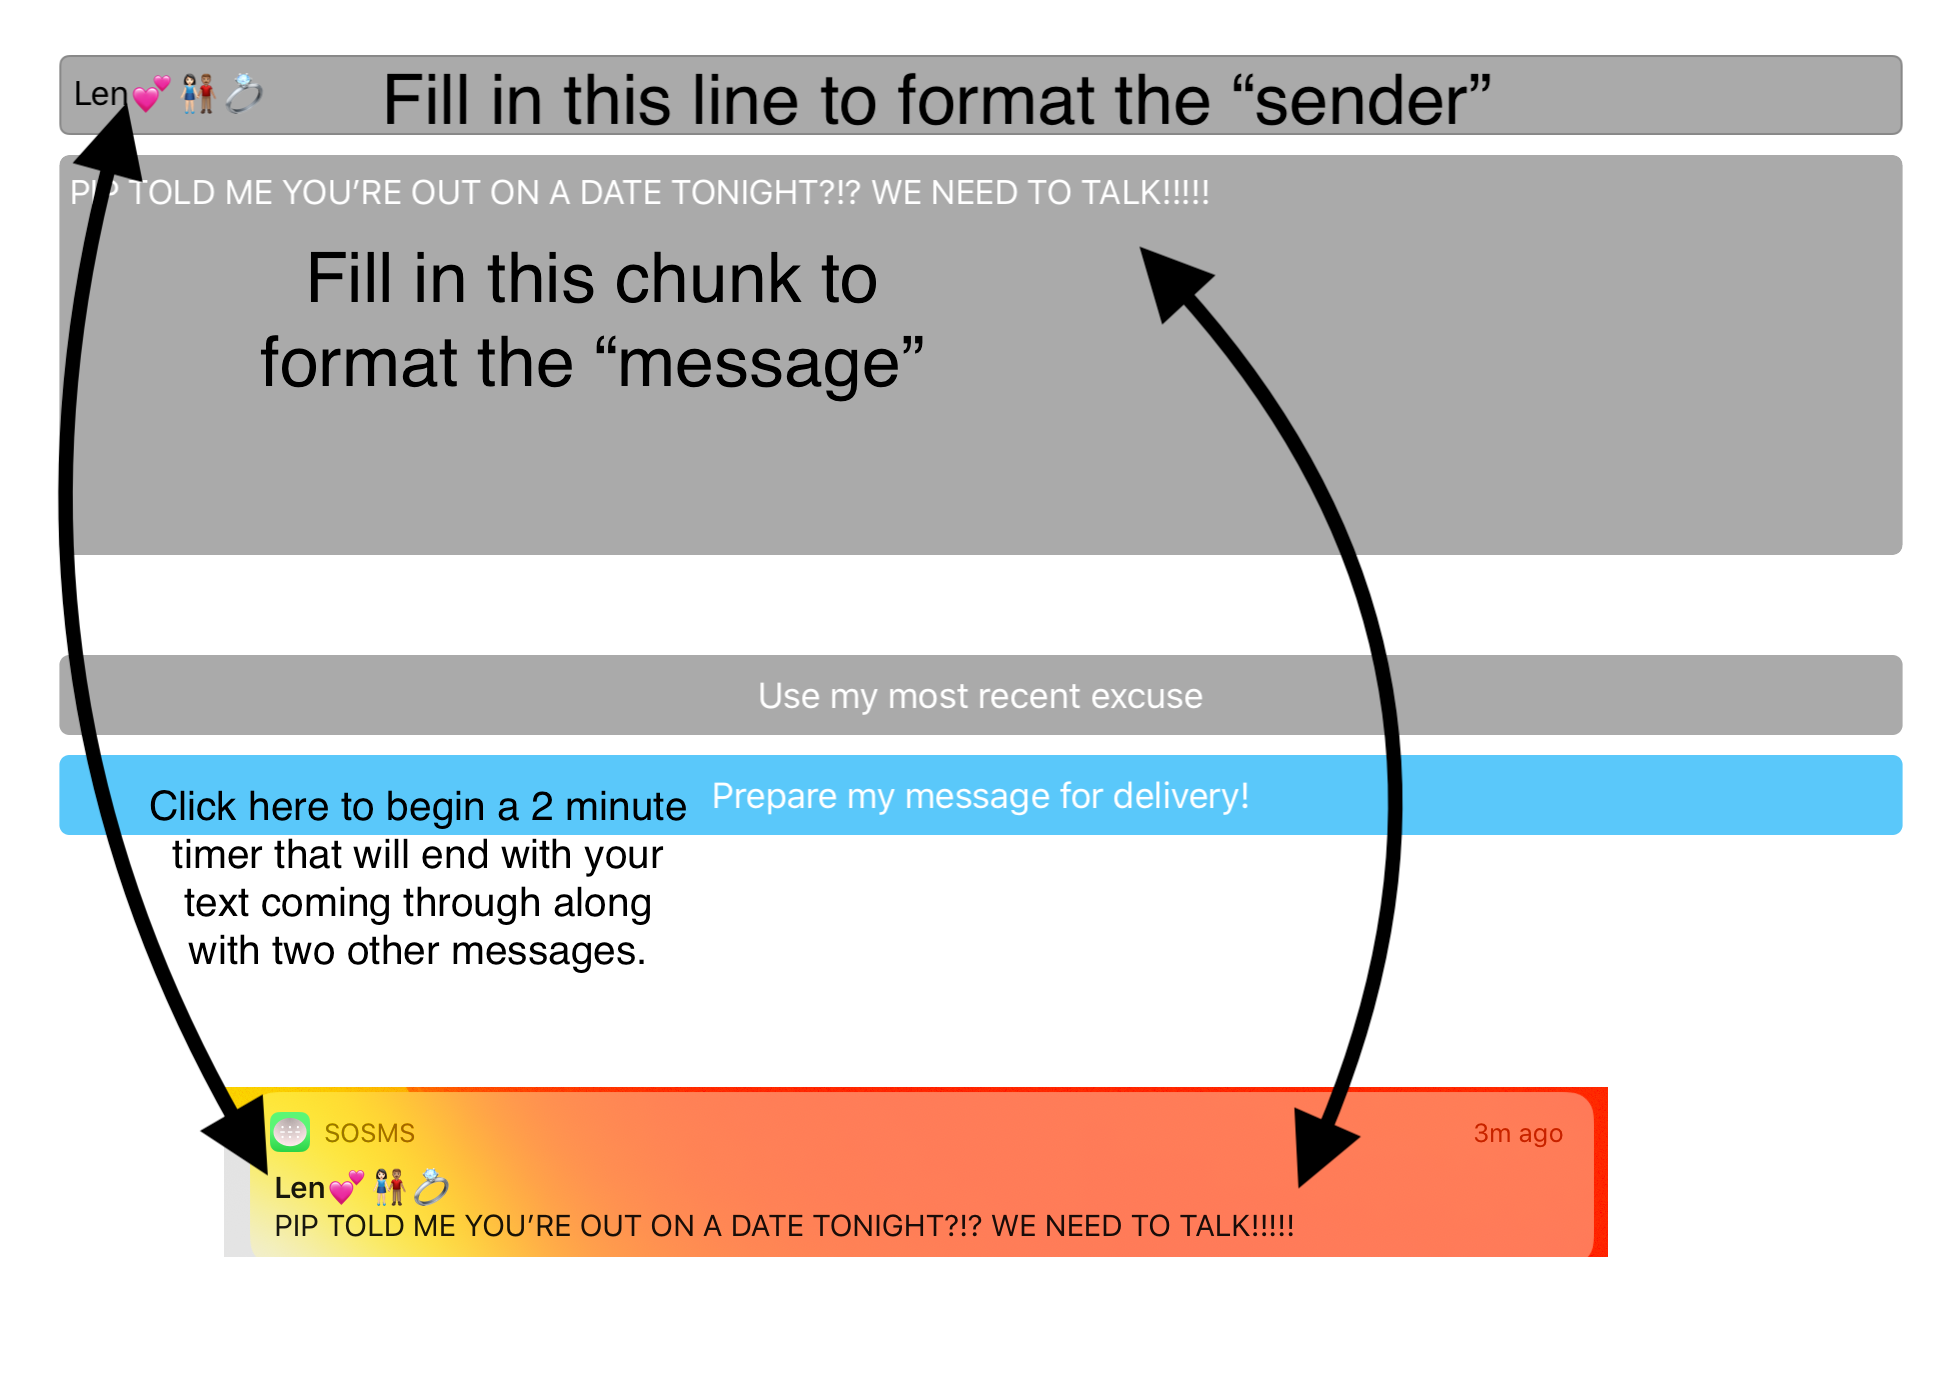 Len💕👫💍 Fill in this line to format the “sender”
PIP TOLD ME YOU’RE OUT ON A DATE TONIGHT?!? WE NEED TO TALK!!!!!
Fill in this chunk to
format the “message”
Use my most recent excuse
Prepare my message for delivery!
Click here to begin a 2 minute
timer that will end with your
text coming through along
with two other messages.
SOSMS 3m ago
Len💕👫💍
PIP TOLD ME YOU’RE OUT ON A DATE TONIGHT?!? WE NEED TO TALK!!!!!